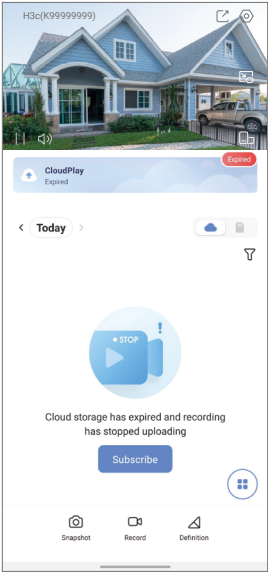 H3c(K99999999)
Expired
CloudPlay
Expired
Today
STOP
Cloud storage has expired and recording
has stopped uploading
Subscribe
Snapshot
Record
Definition